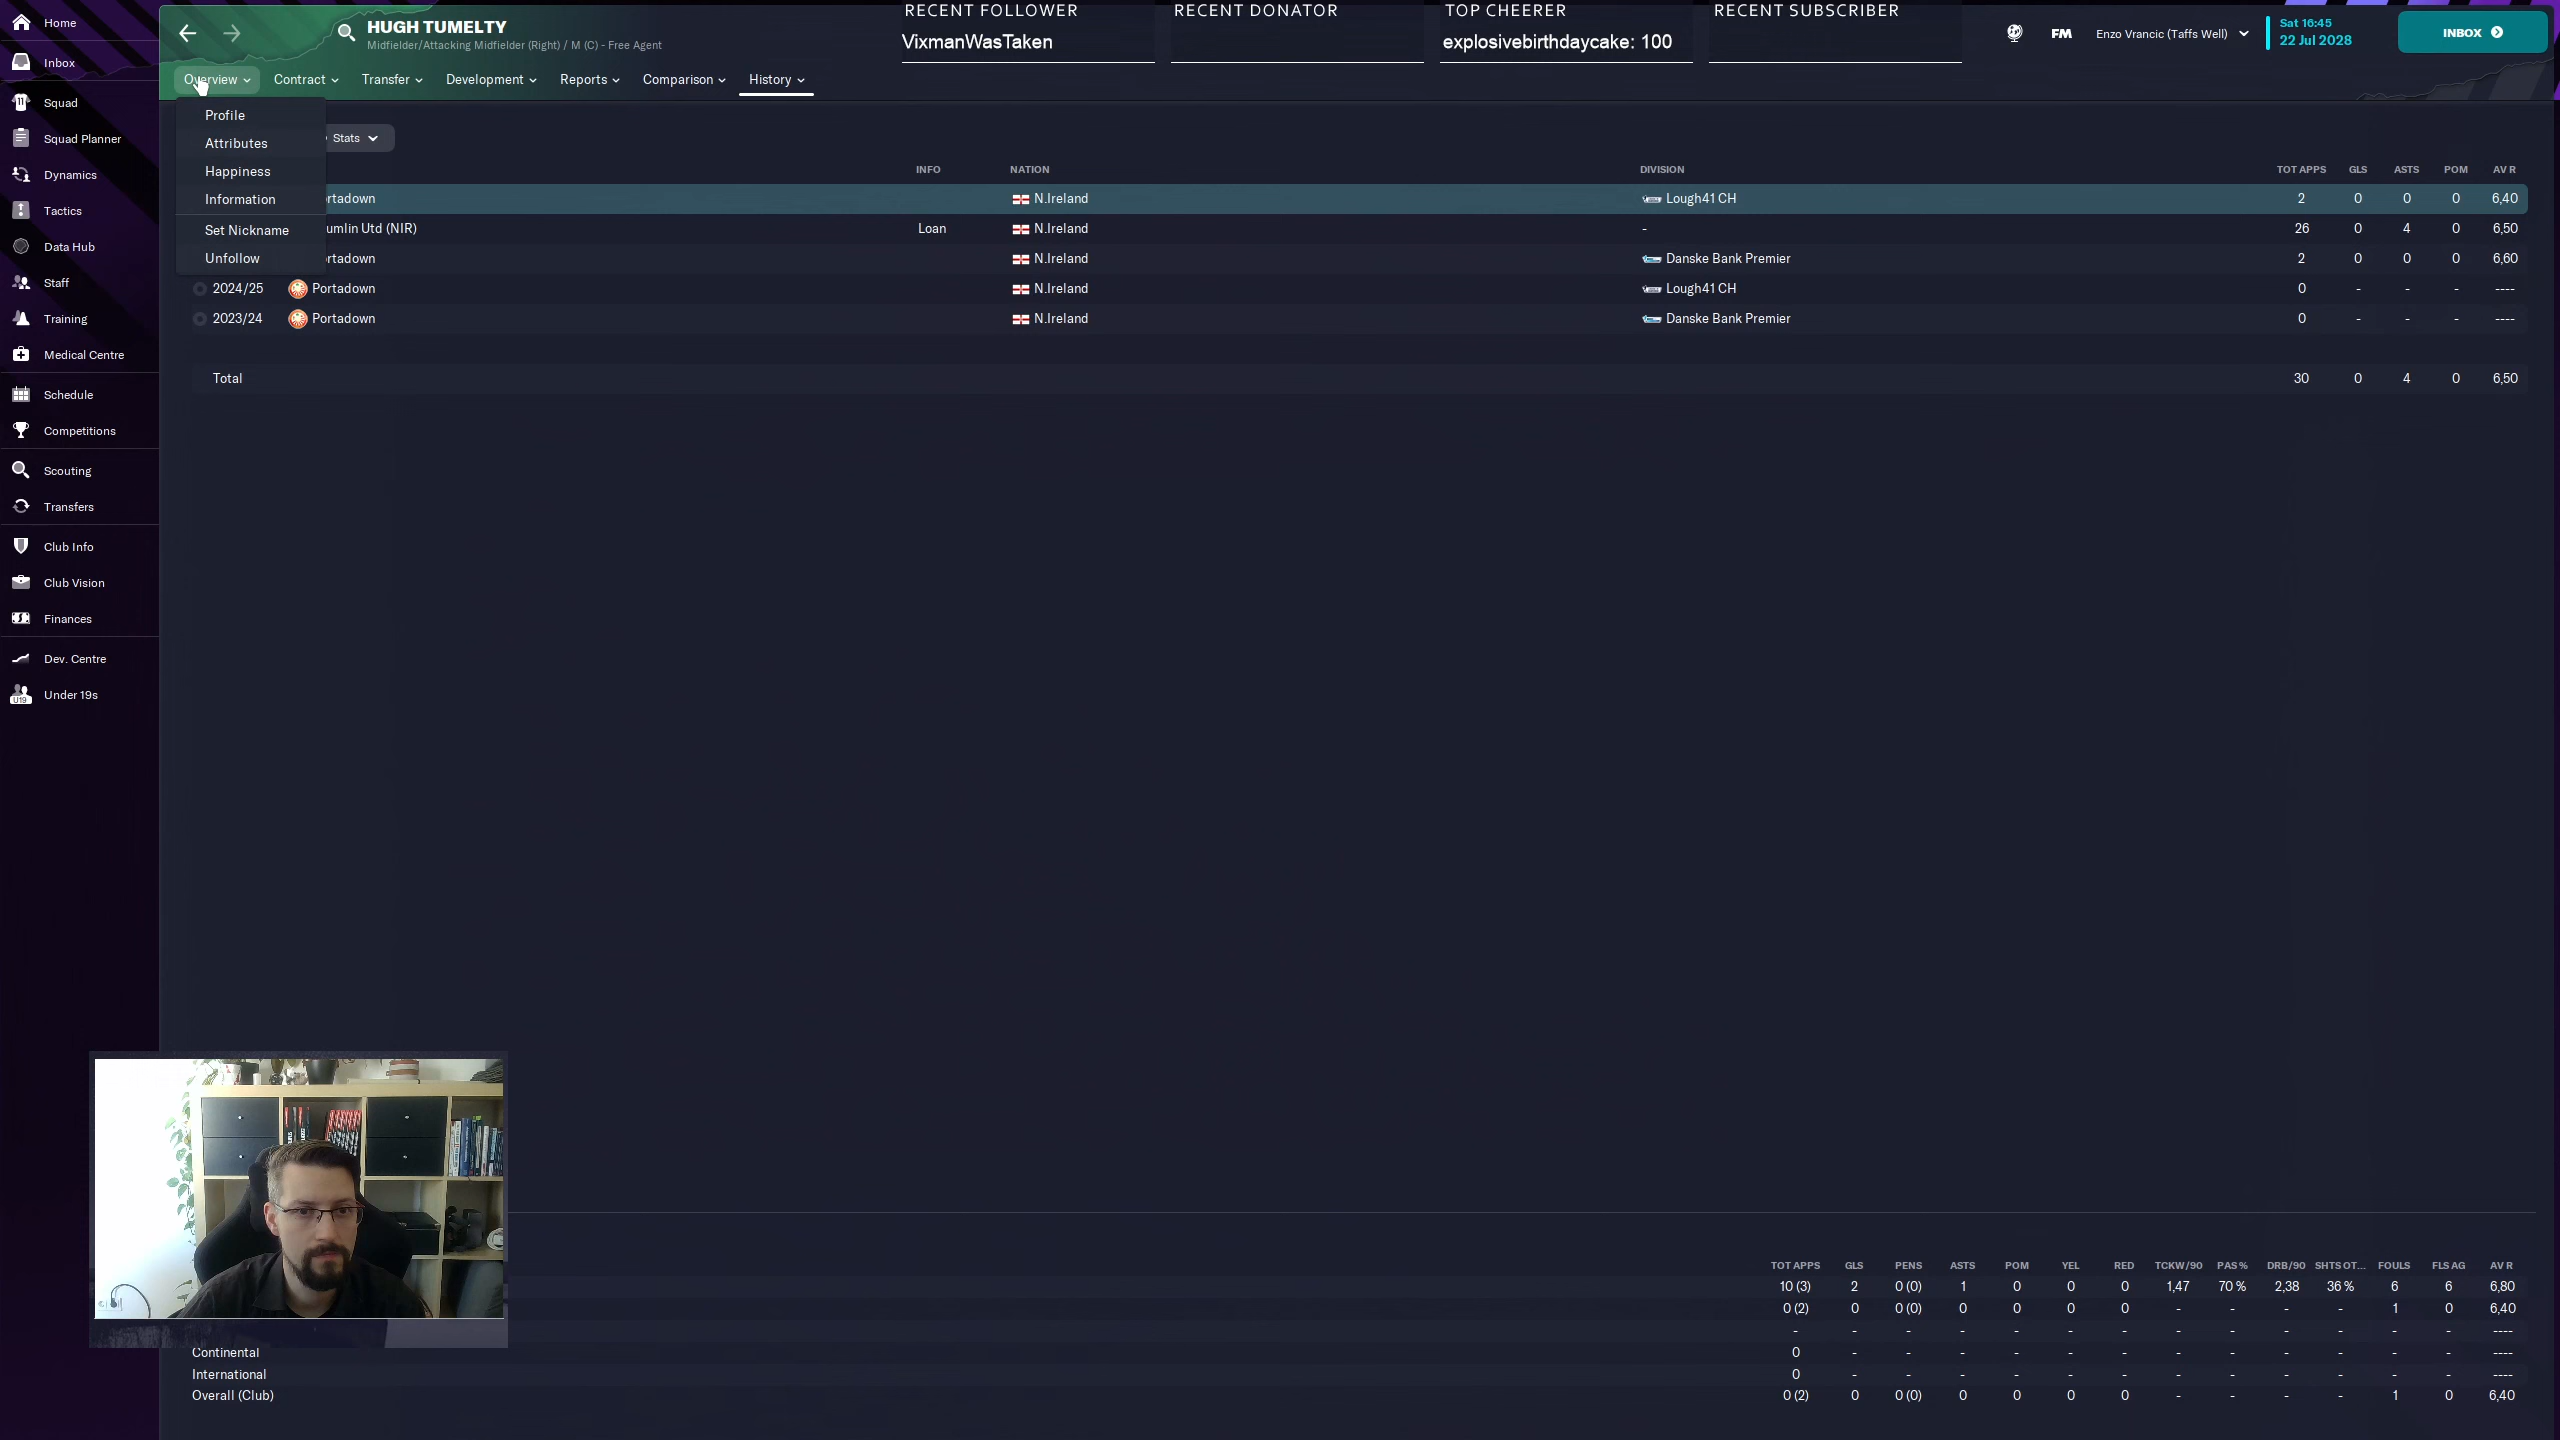 Home
Inbox
Squad
Squad Planner
Dynamics
Tactics
Data Hub
Staff
Training
Medical Centre
Schedule
Competitions
Scouting
Transfers
Club Info
Club Vision
Finances
Dev. Centre
U19 Under 19s
HUGH TUMELTY
Midfielder/Attacking Midfielder (Right) / M (C) - Free Agent
RECENT FOLLOWER
VixmanWasTaken
RECENT DONATOR
TOP CHEERER
explosivebirthdaycake: 100
RECENT SUBSCRIBER
FM
Enzo Vrancic (Taffs Well)
Sat 16:45
22 Jul 2028
INBOX
Overview Contract Transfer Development Reports Comparison History
Profile
Attributes
Happiness
Information
Set Nickname
Unfollow
Stats
INFO NATION DIVISION TOT APPS GLS ASTS POM AV R
rtadown N.Ireland Lough41 CH 2 0 0 0 6,40
umlin Utd (NIR) Loan N.Ireland - 26 0 4 0 6,50
rtadown N.Ireland Danske Bank Premier 2 0 0 0 6,60
2024/25 Portadown N.Ireland Lough41 CH 0 - - - ----
2023/24 Portadown N.Ireland Danske Bank Premier 0 - - - ----
Total 30 0 4 0 6,50
TOT APPS GLS PENS ASTS POM YEL RED TCKW/90 PAS % DRB/90 SHTS OT... FOULS FLS AG AV R
10 (3) 2 0 (0) 1 0 0 0 1,47 70 % 2,38 36 % 6 6 6,80
0 (2) 0 0 (0) 0 0 0 0 - - - - 1 0 6,40
- - - - - - - - - - - - - ----
Continental 0 - - - - - - - - - - - - ----
International 0 - - - - - - - - - - - - ----
Overall (Club) 0 (2) 0 0 (0) 0 0 0 0 - - - - 1 0 6,40